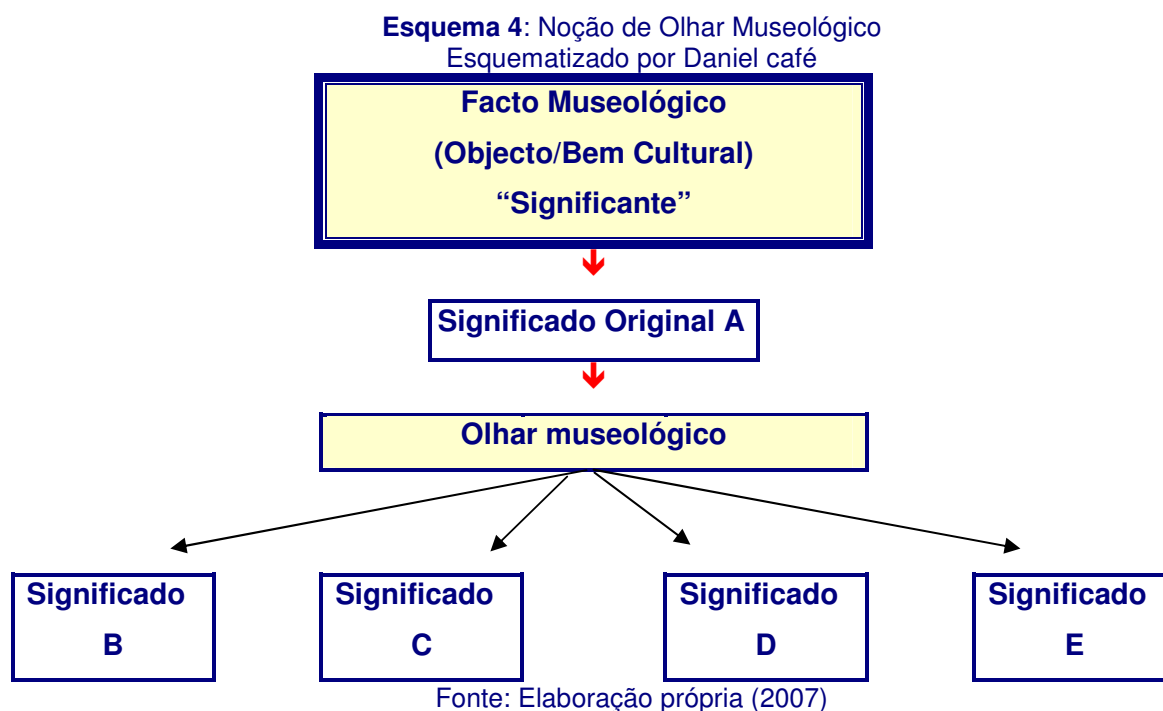 Esquema 4: Noção de Olhar Museológico
Esquematizado por Daniel café
Facto Museológico
(Objecto/Bem Cultural)
“Significante”
Significado Original A
Olhar museológico
Significado
B
Significado
C
Significado
D
Significado
E
Fonte: Elaboração própria (2007)